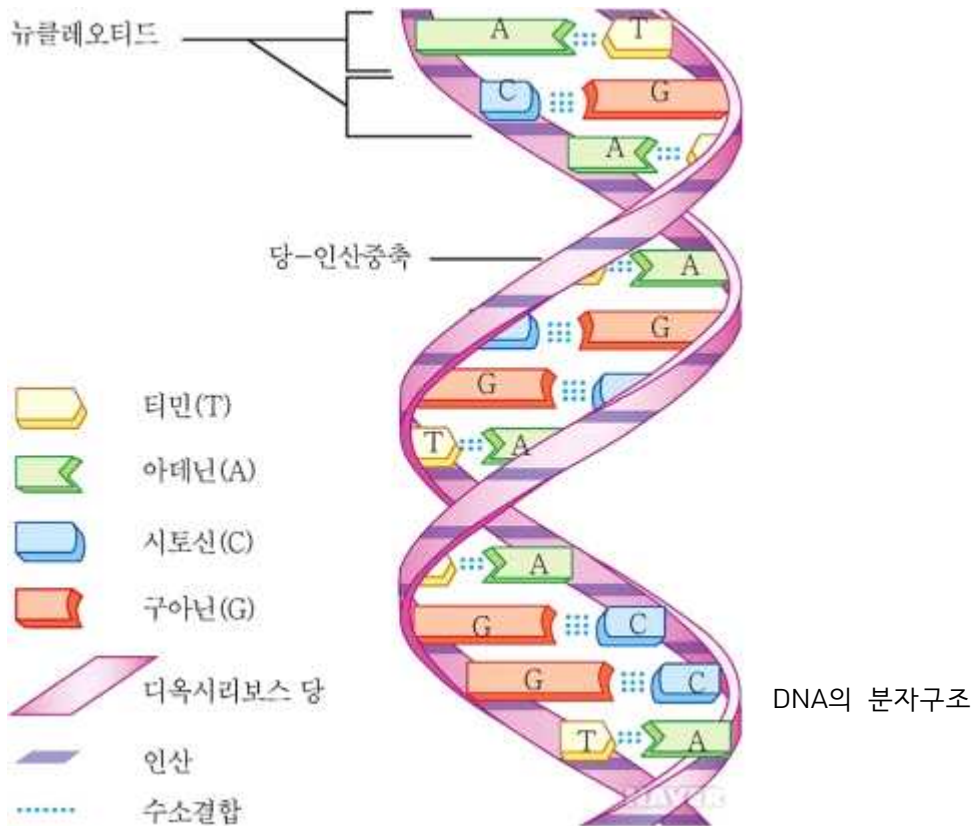 뉴클레오티드
A T
C G
A
당-인산중축
A
G
G
T A
A
G C
G C
T A
티민(T)
아데닌(A)
시토신(C)
구아닌(G)
디옥시리보스 당
인산
수소결합
DNA의 분자구조
NAVER